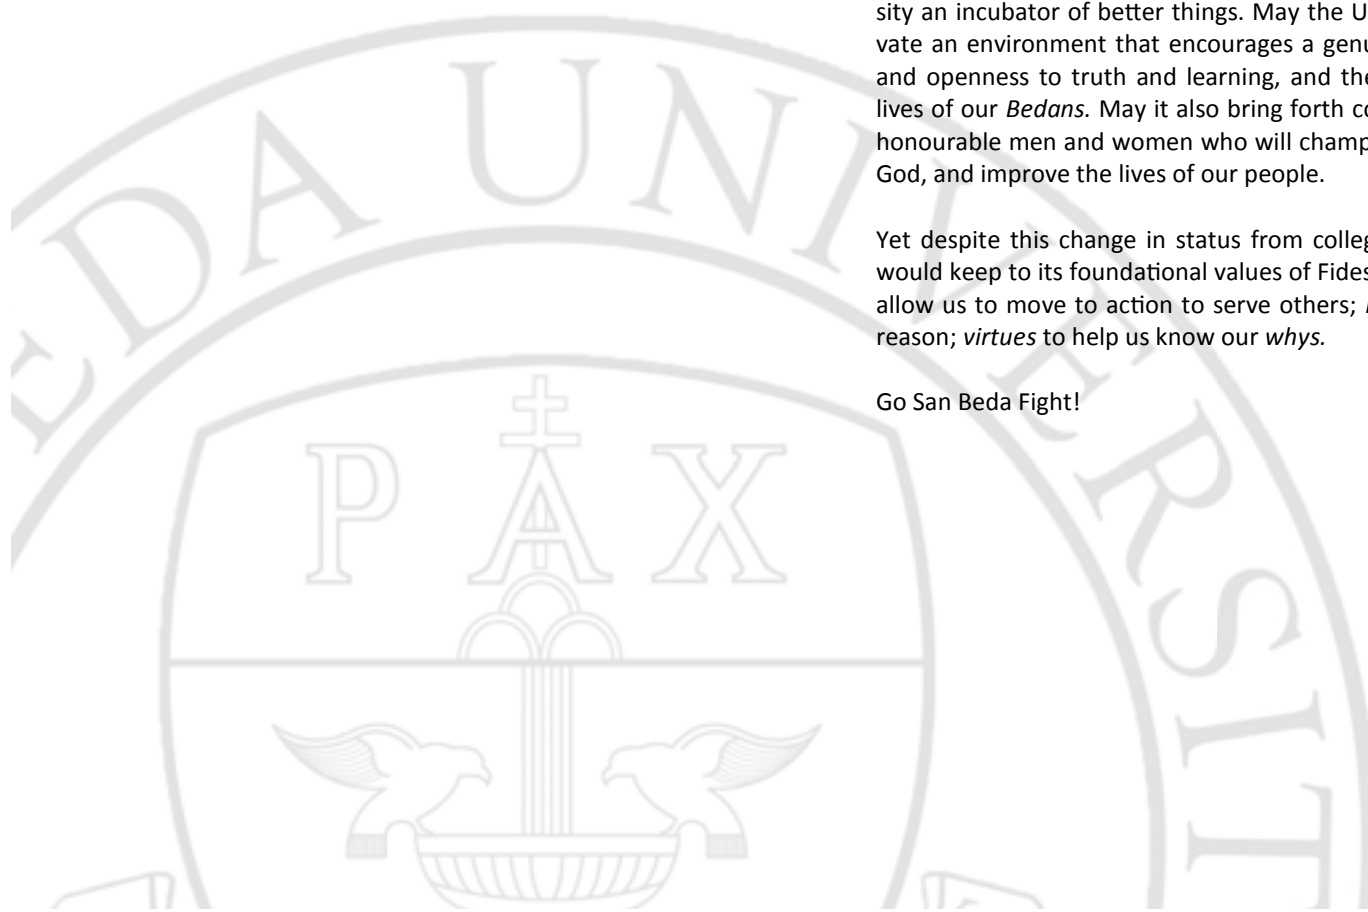 EDA UNIVERSIT
PAX
sity an incubator of better things. May the U
vate an environment that encourages a genu
and openness to truth and learning, and the
lives of our Bedans. May it also bring forth co
honourable men and women who will champ
God, and improve the lives of our people.
Yet despite this change in status from colleg
would keep to its foundational values of Fides
allow us to move to action to serve others;
reason; virtues to help us know our whys.
Go San Beda Fight!